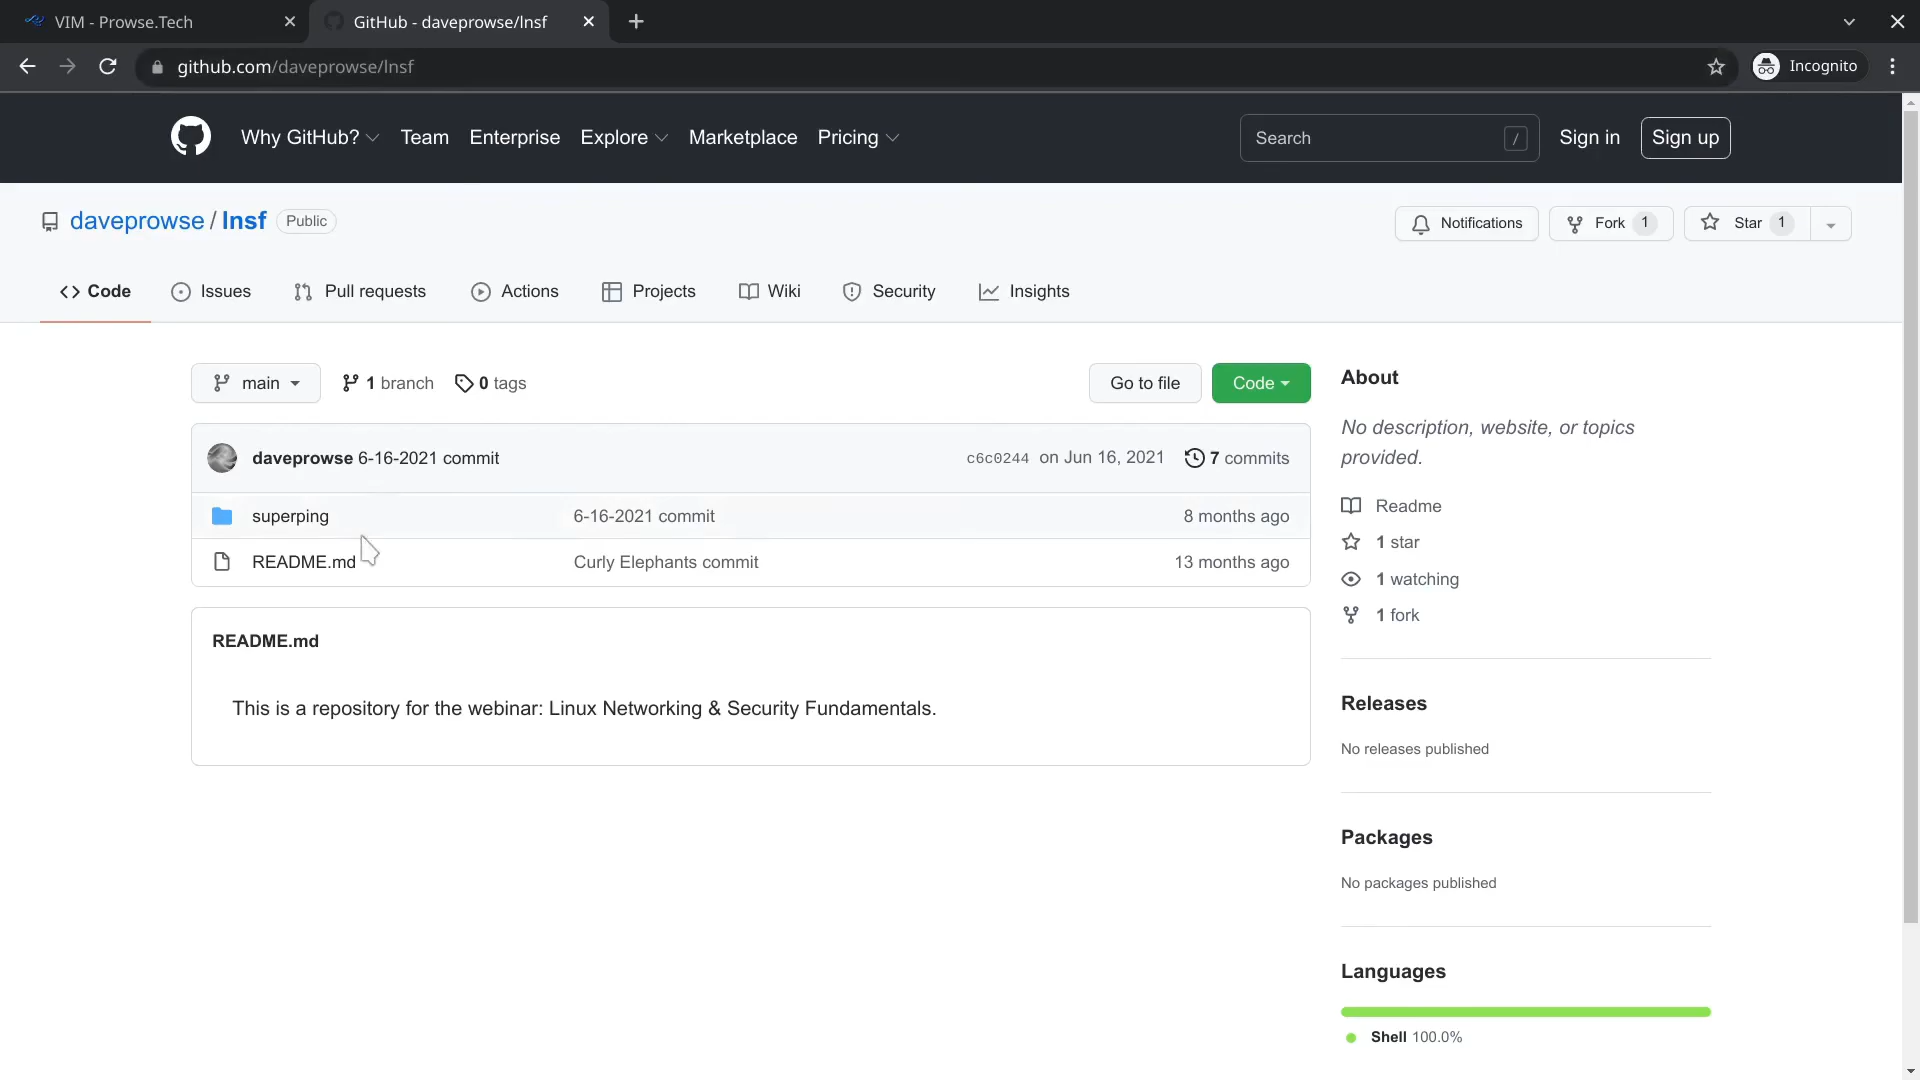 VIM - Prowse.Tech
GitHub - daveprowse/lnsf
github.com/daveprowse/lnsf
Incognito
Why GitHub? Team Enterprise Explore Marketplace Pricing
Search /
Sign in Sign up
daveprowse / lnsf Public
Notifications Fork 1 Star 1
Code Issues Pull requests Actions Projects Wiki Security Insights
main 1 branch 0 tags
Go to file Code
daveprowse 6-16-2021 commit c6c0244 on Jun 16, 2021 7 commits
superping 6-16-2021 commit 8 months ago
README.md Curly Elephants commit 13 months ago
README.md
This is a repository for the webinar: Linux Networking & Security Fundamentals.
About
No description, website, or topics
provided.
Readme
1 star
1 watching
1 fork
Releases
No releases published
Packages
No packages published
Languages
Shell 100.0%